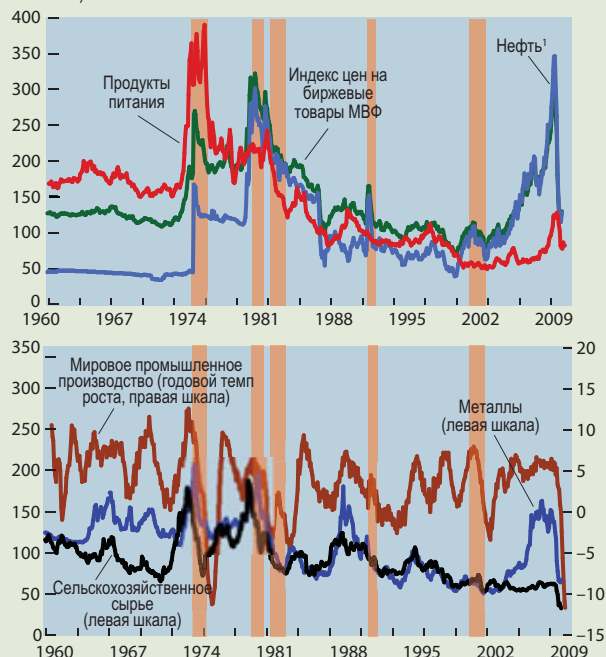 400
350
300
250
200
150
100
50
0
Продукты
питания
Индекс цен на
биржевые
товары МВФ
Нефть¹
1960 1967 1974 1981 1988 1995 2002 2009
350
300
250
200
150
100
50
0
20
15
10
5
0
–5
–10
–15
Мировое промышленное
производство (годовой темп
роста, правая шкала)
Металлы
(левая шкала)
Сельскохозяйственное
сырье
(левая шкала)
1960 1967 1974 1981 1988 1995 2002 2009